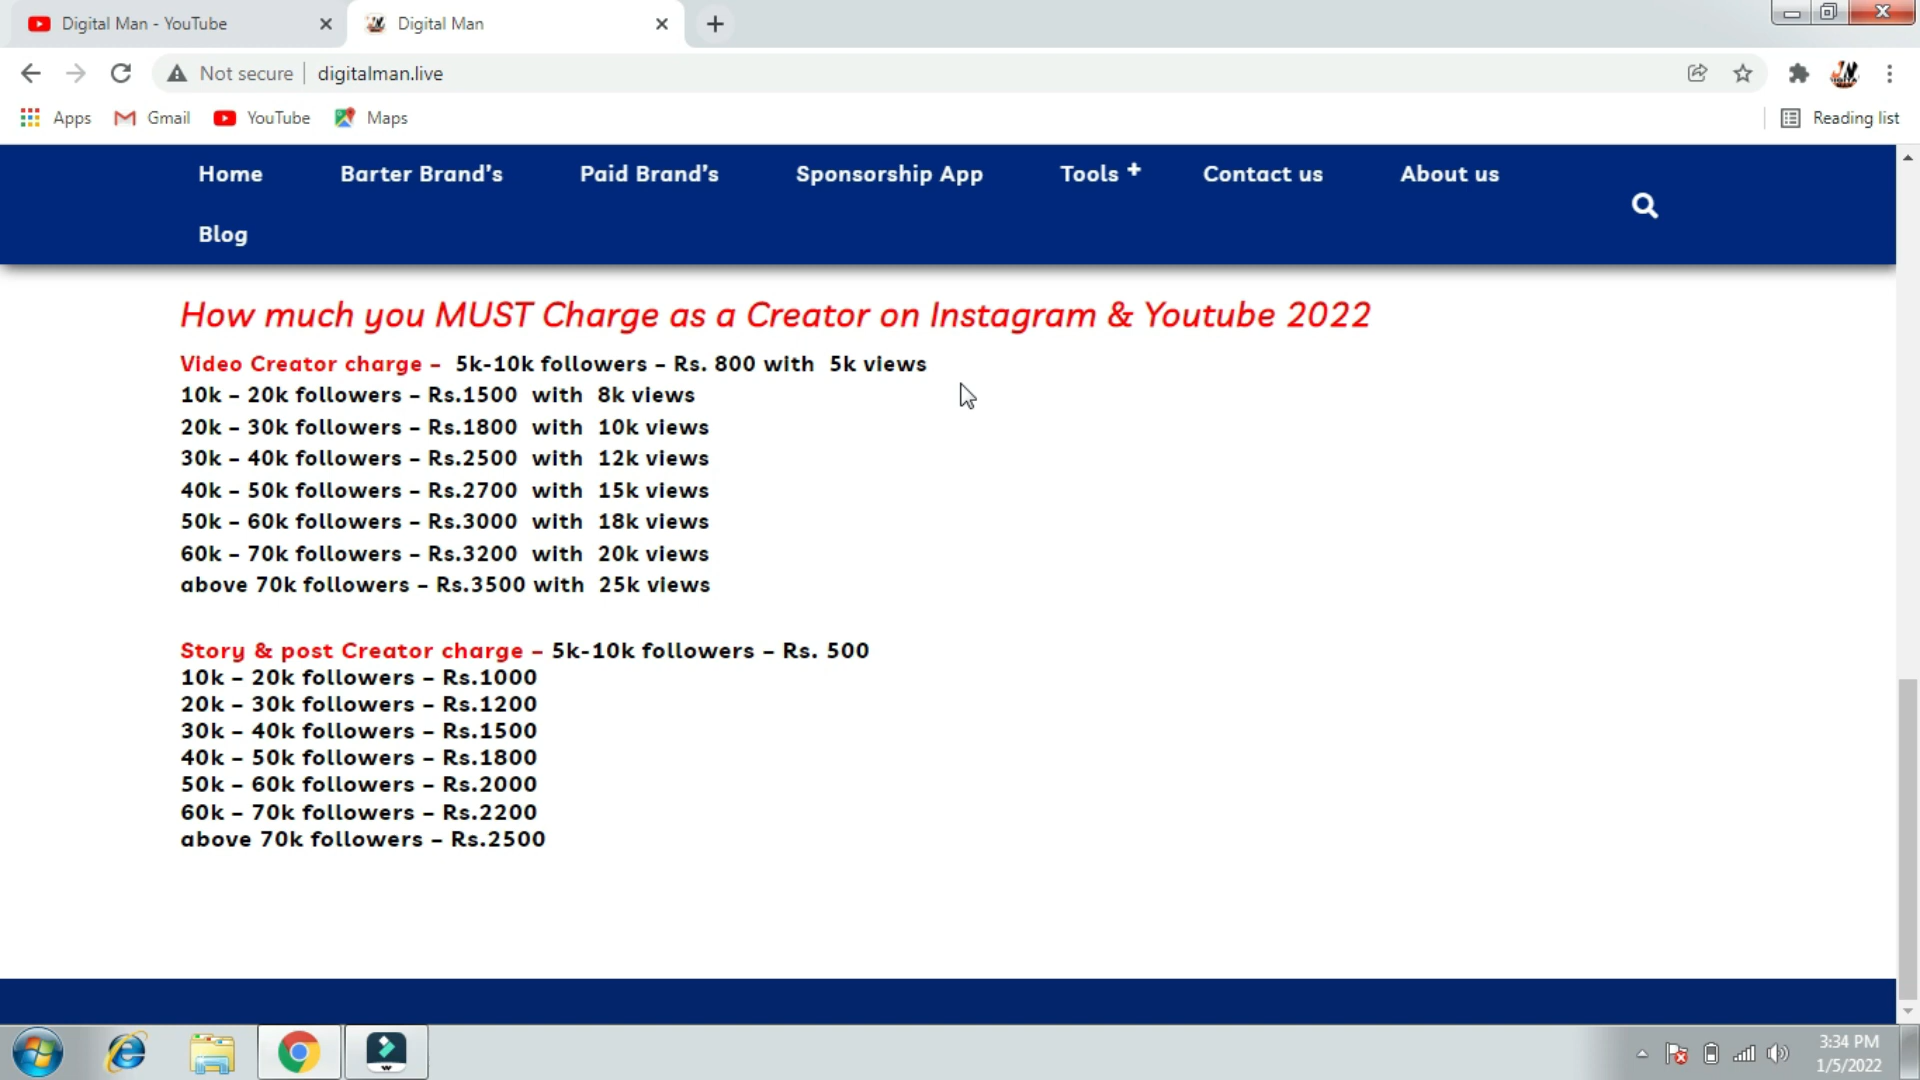 Digital Man - YouTube
Digital Man
Not secure
digitalman.live
Apps
Gmail
YouTube
Maps
Reading list
Home
Barter Brand's
Paid Brand's
Sponsorship App
Tools +
Contact us
About us
Blog
How much you MUST Charge as a Creator on Instagram & Youtube 2022
Video Creator charge – 5k-10k followers – Rs. 800 with 5k views
10k – 20k followers – Rs.1500 with 8k views
20k – 30k followers – Rs.1800 with 10k views
30k – 40k followers – Rs.2500 with 12k views
40k – 50k followers – Rs.2700 with 15k views
50k – 60k followers – Rs.3000 with 18k views
60k – 70k followers – Rs.3200 with 20k views
above 70k followers – Rs.3500 with 25k views
Story & post Creator charge – 5k-10k followers – Rs. 500
10k – 20k followers – Rs.1000
20k – 30k followers – Rs.1200
30k – 40k followers – Rs.1500
40k – 50k followers – Rs.1800
50k – 60k followers – Rs.2000
60k – 70k followers – Rs.2200
above 70k followers – Rs.2500
3:34 PM
1/5/2022